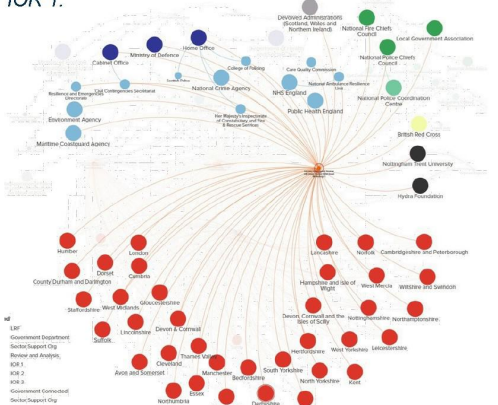 IOR 1.
Devolved Administrations
(Scotland, Wales and
Northern Ireland)
National Fire Chiefs
Council
Local Government Association
Home Office
Ministry of Defence
Cabinet Office
National Police Chiefs
Council
College of Policing
Care Quality Commission
National Crime Agency
NHS England
National Ambulance Resilience
Unit
Resilience and Emergencies
Directorate
Civil Contingencies Secretariat
National Police Coordination
Centre
Public Health England
Environment Agency
Her Majesty's Inspectorate
of Constabulary and Fire
& Rescue Services
British Red Cross
Maritime Coastguard Agency
Nottingham Trent University
Hydra Foundation
Humber
London
Lincashire
Norfolk
Cambridgeshire and Peterborough
Dorset
Cumbria
County Durham and Darlington
Hampshire and Isle of
Wight
West Mercia
Wiltshire and Swindon
Gloucestershire
Staffordshire
West Midlands
Devon, Cornwall and the
Isles of Scilly
Nottinghamshire
Northamptonshire
Lincolnshire
Devon & Cornwall
Suffolk
Hertfordshire
West Yorkshire
Leicestershire
Thames Valley
Cleveland
Avon and Somerset
Manchester
Bedfordshire
South Yorkshire
North Yorkshire
Kent
Essex
Northumbria
Derbyshire
LRF
Government Department
Sector Support Org
Review and Analysis
IOR 1
IOR 2
IOR 3
Government Connected
Sector Support Org